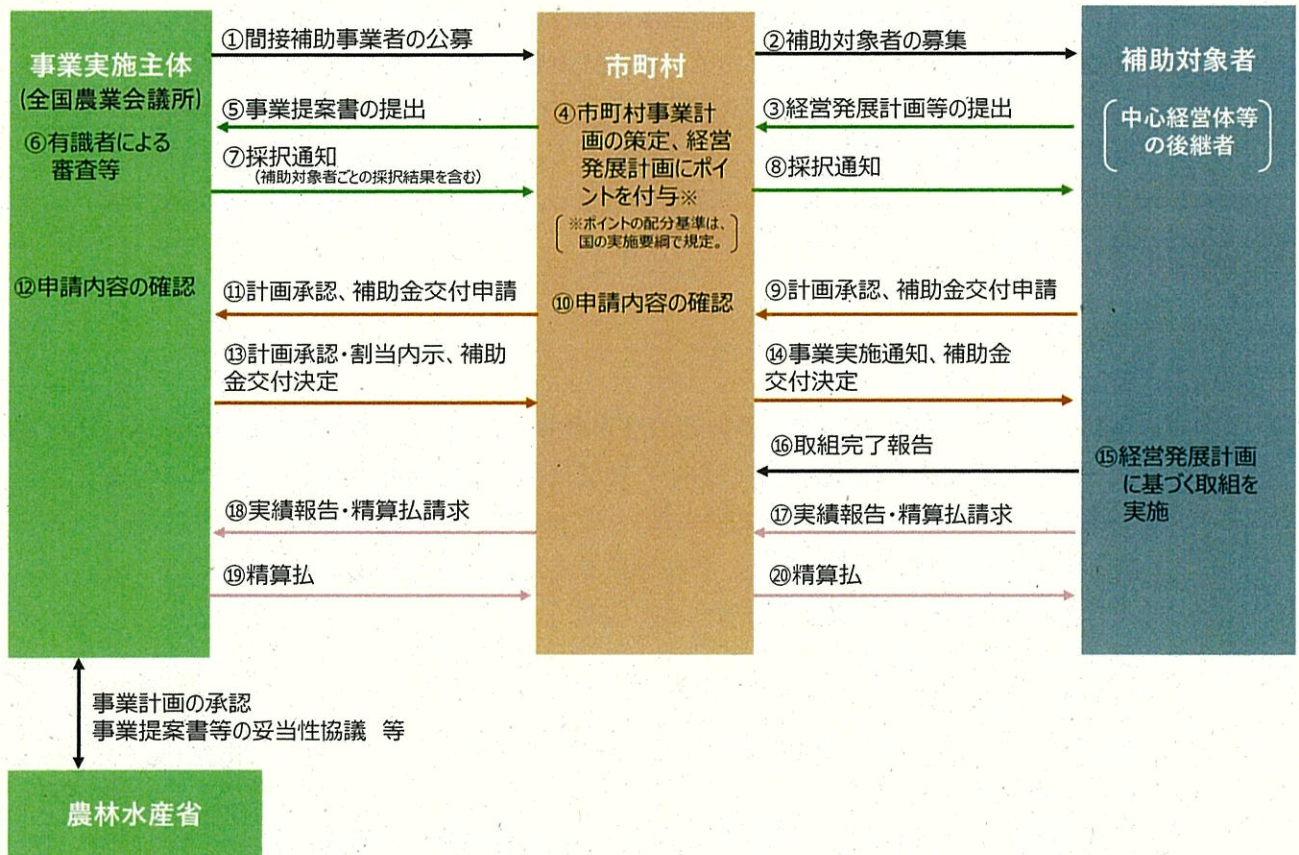 事業実施主体
(全国農業会議所)
⑥有識者による
審査等
⑫申請内容の確認
①間接補助事業者の公募
⑤事業提案書の提出
⑦採択通知
(補助対象者ごとの採択結果を含む)
⑪計画承認、補助金交付申請
⑬計画承認・割当内示、補助
金交付決定
⑱実績報告・精算払請求
⑲精算払
市町村
④市町村事業計
画の策定、経営
発展計画にポイ
ントを付与※
※ポイントの配分基準は、
国の実施要綱で規定。
⑩申請内容の確認
②補助対象者の募集
③経営発展計画等の提出
⑧採択通知
⑨計画承認、補助金交付申請
⑭事業実施通知、補助金
交付決定
⑯取組完了報告
⑰実績報告・精算払請求
⑳精算払
補助対象者
中心経営体等
の後継者
⑮経営発展計画
に基づく取組を
実施
事業計画の承認
事業提案書等の妥当性協議 等
農林水産省